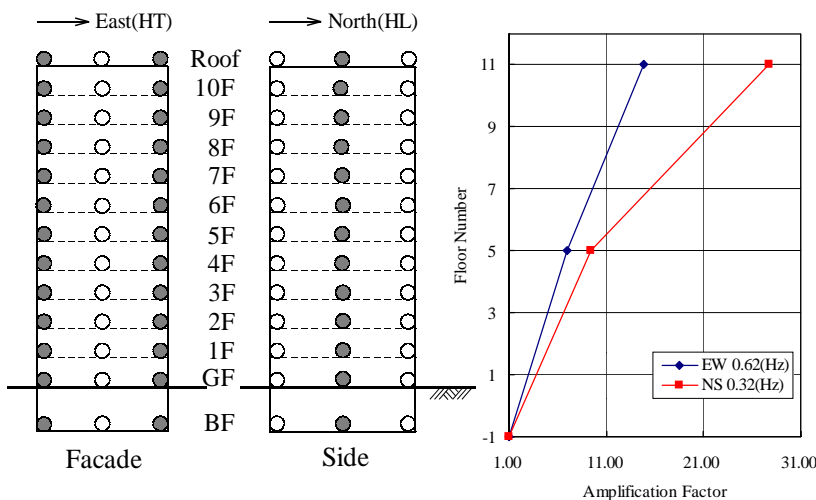 East(HT)
North(HL)
Roof
10F
9F
8F
7F
6F
5F
4F
3F
2F
1F
GF
BF
Facade
Side
11
9
7
5
3
1
-1
Floor Number
EW 0.62(Hz)
NS 0.32(Hz)
1.00 11.00 21.00 31.00
Amplification Factor